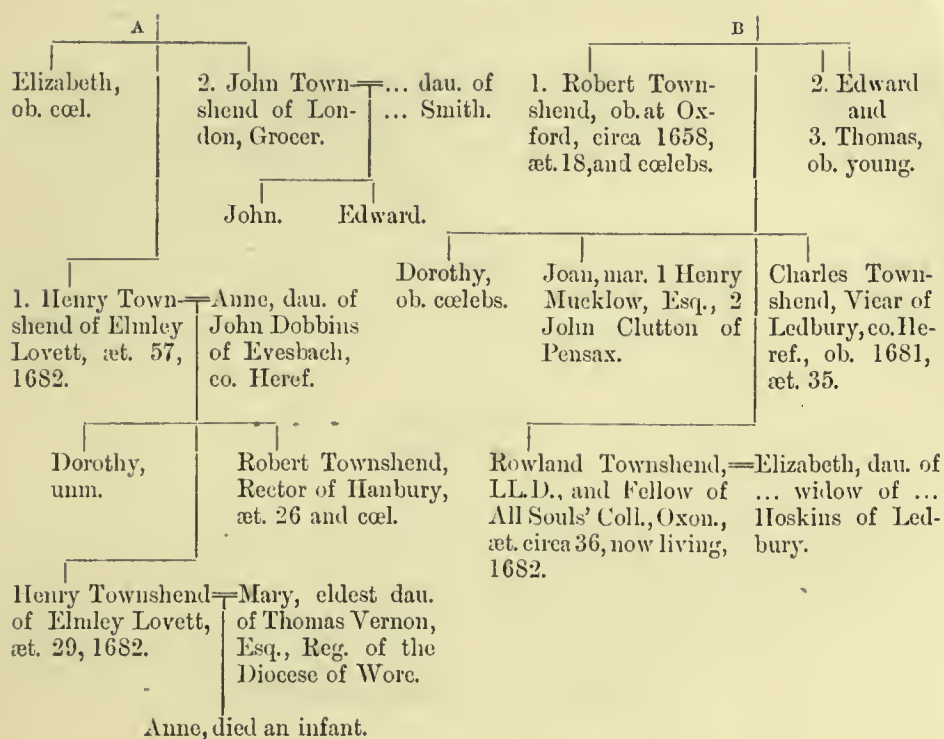 A
B
Elizabeth,
ob. cœl.
2. John Town-
shend of Lon-
don, Grocer.
... dau. of
... Smith.
1. Robert Town-
shend, ob. at Ox-
ford, circa 1658,
æt. 18, and cœlebs.
2. Edward
and
3. Thomas,
ob. young.
John.
Edward.
Dorothy,
ob. cœlebs.
Joan, mar. 1 Henry
Mucklow, Esq., 2
John Clutton of
Pensax.
Charles Town-
shend, Vicar of
Ledbury, co. He-
ref., ob. 1681,
æt. 35.
1. Henry Town-
shend of Elmley
Lovett, æt. 57,
1682.
Anne, dau. of
John Dobbins
of Evesbach,
co. Heref.
Dorothy,
unm.
Robert Townshend,
Rector of Hanbury,
æt. 26 and cœl.
Rowland Townshend,
LL.D., and Fellow of
All Souls' Coll., Oxon.,
æt. circa 36, now living,
1682.
Elizabeth, dau. of
... widow of ...
Hoskins of Led-
bury.
Henry Townshend
of Elmley Lovett,
æt. 29, 1682.
Mary, eldest dau.
of Thomas Vernon,
Esq., Reg. of the
Diocese of Worc.
Anne, died an infant.